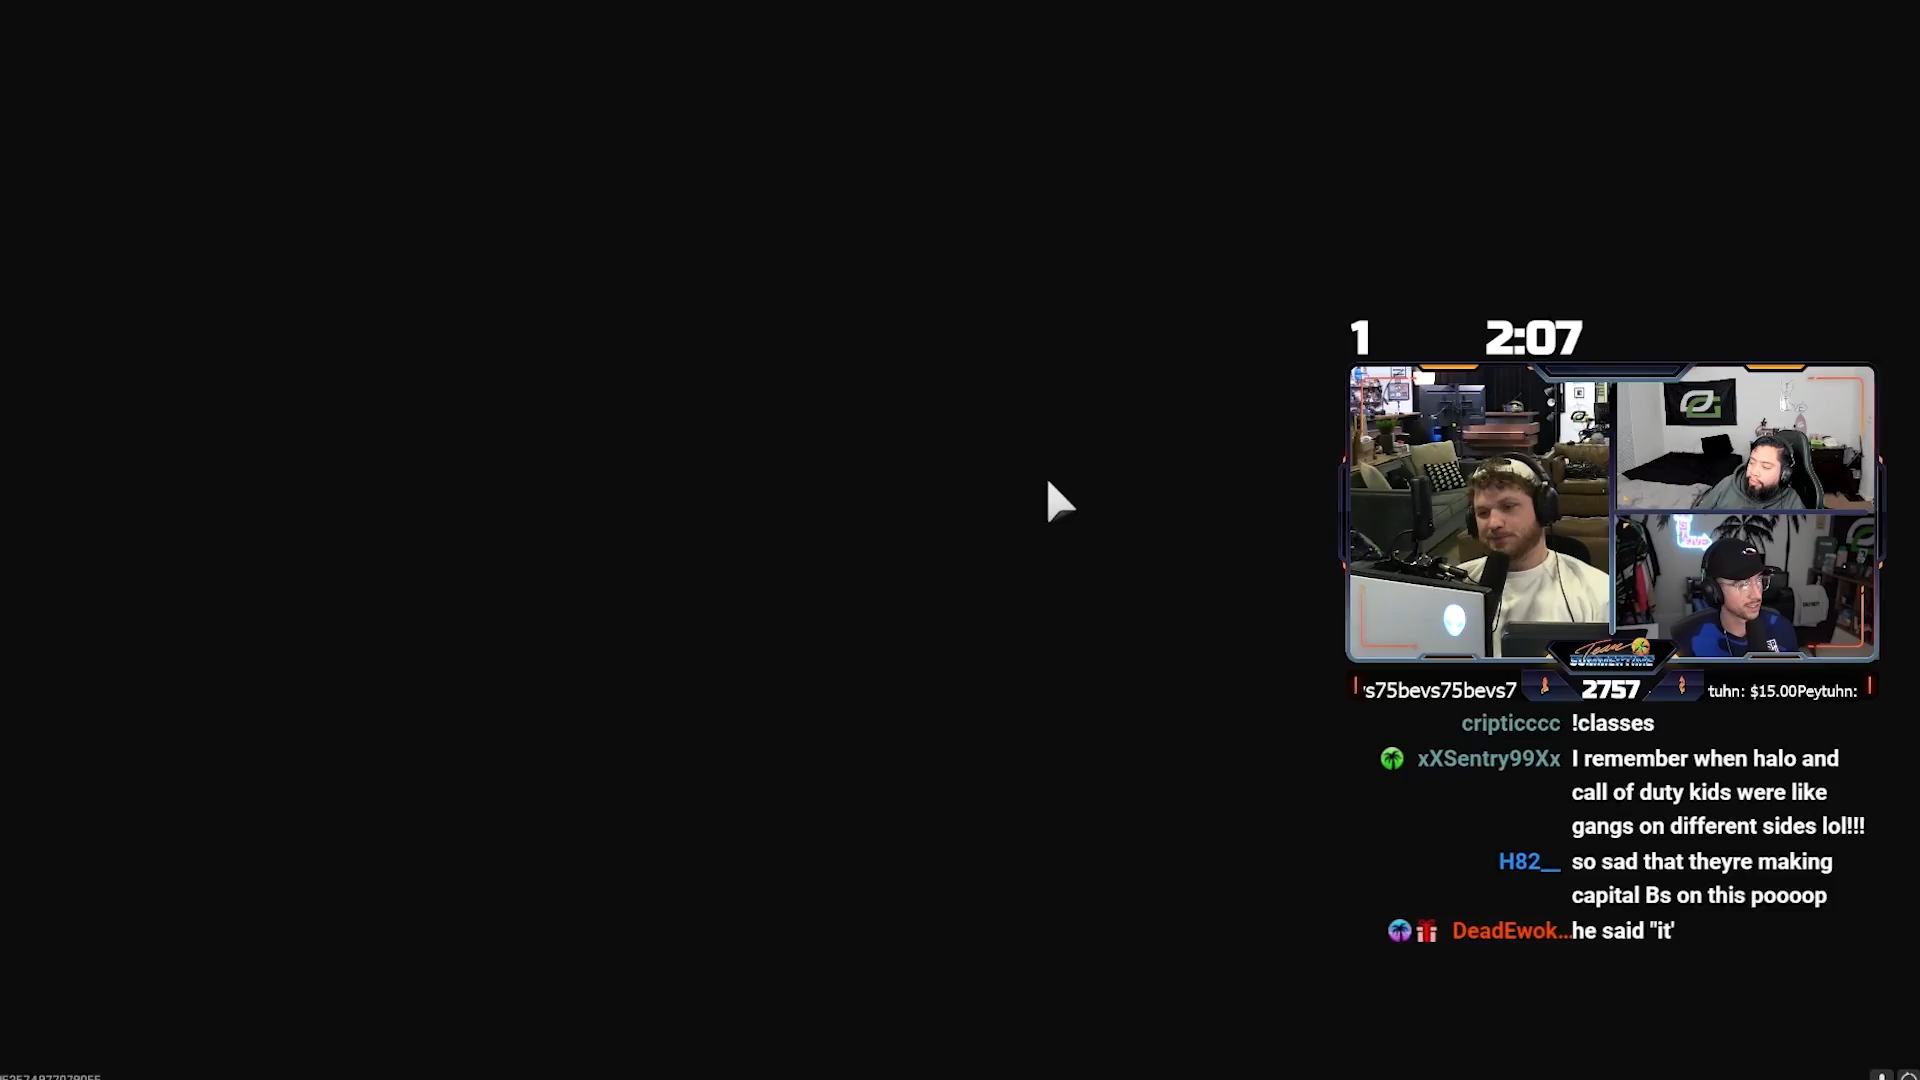 1 2:07
Team
SUMMERTIME
's75bevs75bevs7 2757 tuhn: $15.00Peytuhn:
cripticccc !classes
xXSentry99Xx I remember when halo and
call of duty kids were like
gangs on different sides lol!!!
H82__ so sad that theyre making
capital Bs on this poooop
DeadEwok... he said "it'